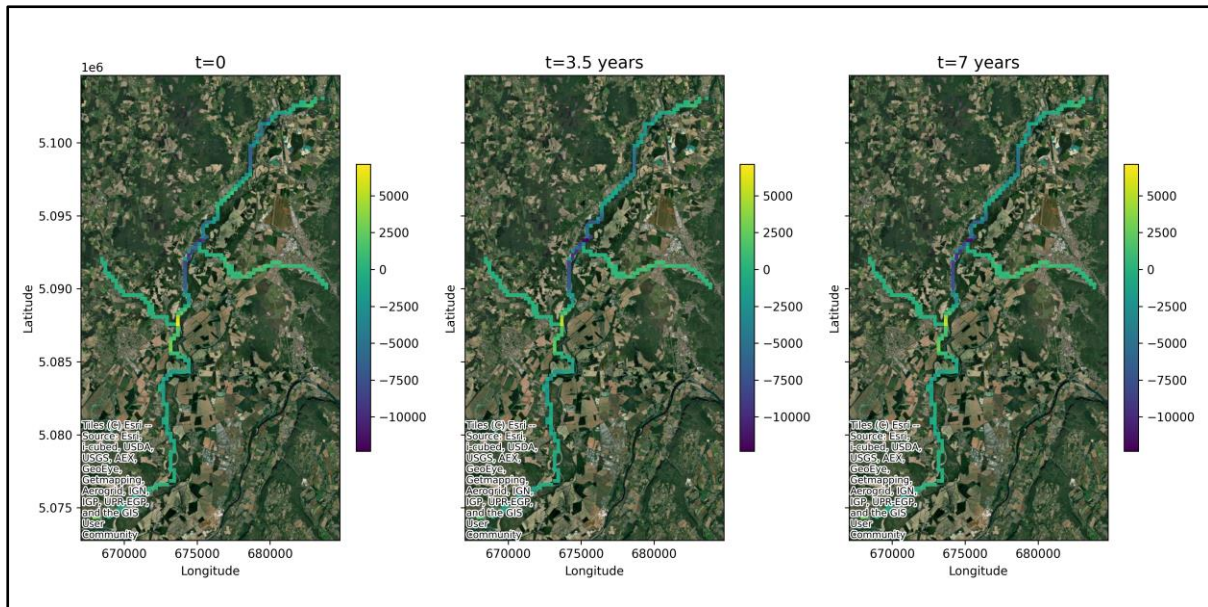 t=0
t=3.5 years
t=7 years
1e6
5.100
5.095
5.090
5.085
5.080
5.075
Latitude
670000
675000
680000
Longitude
5000
2500
0
−2500
−5000
−7500
−10000
Tiles (C) Esri --
Source: Esri,
i-cubed, USDA,
USGS, AEX,
GeoEye,
Getmapping,
Aerogrid, IGN,
IGP, UPR-EGP,
and the GIS
User
Community
Latitude
670000
675000
680000
Longitude
5000
2500
0
−2500
−5000
−7500
−10000
Tiles (C) Esri --
Source: Esri,
i-cubed, USDA,
USGS, AEX,
GeoEye,
Getmapping,
Aerogrid, IGN,
IGP, UPR-EGP,
and the GIS
User
Community
Latitude
670000
675000
680000
Longitude
5000
2500
0
−2500
−5000
−7500
−10000
Tiles (C) Esri --
Source: Esri,
i-cubed, USDA,
USGS, AEX,
GeoEye,
Getmapping,
Aerogrid, IGN,
IGP, UPR-EGP,
and the GIS
User
Community